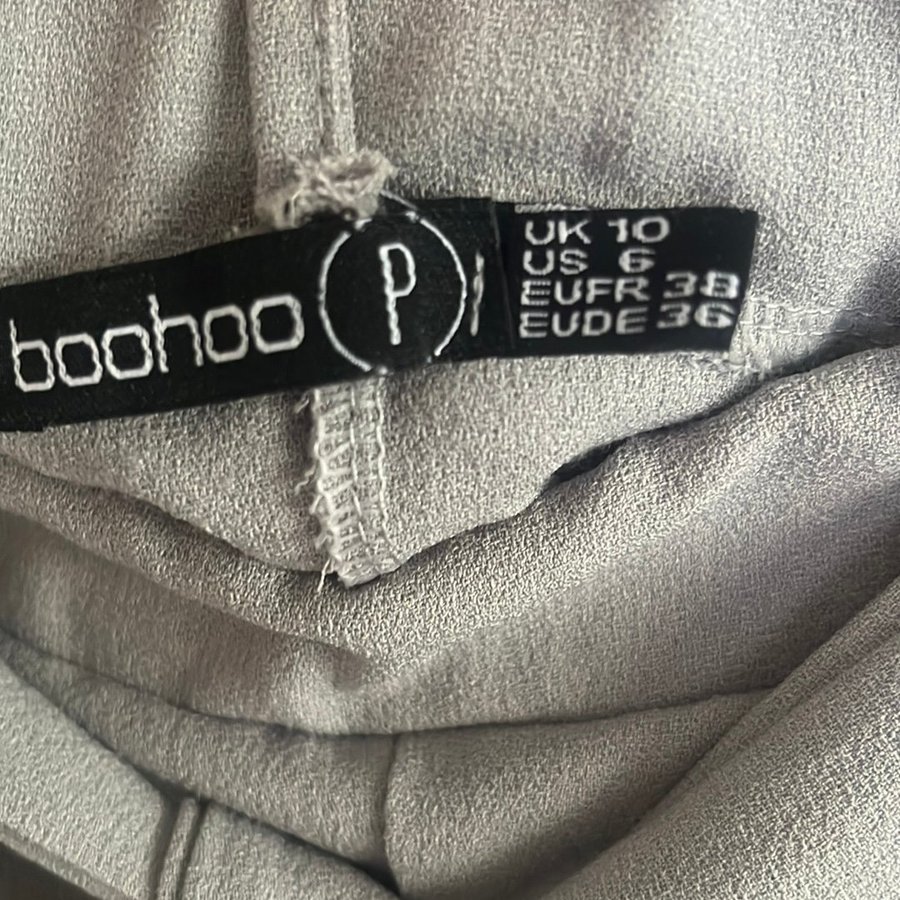 boohoo P
UK 10
US 6
EUFR 38
EUDE 36